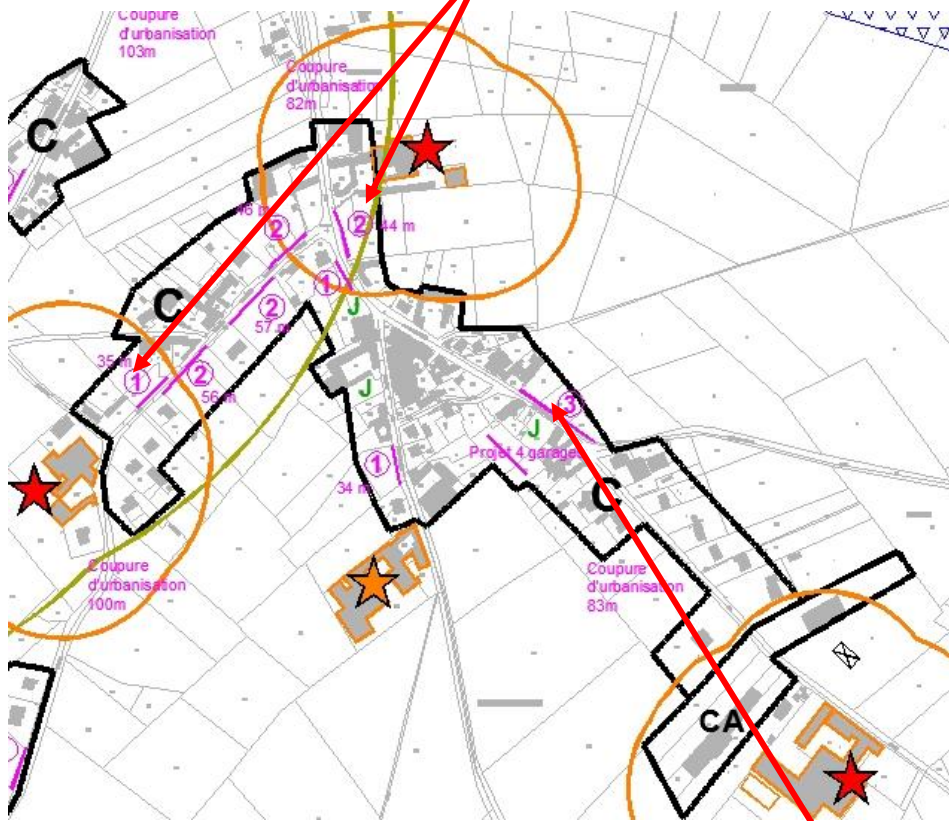 Coupure
d'urbanisation
103m
Coupure
d'urbanisation
82m
C
46 m
2
2
44 m
1
C
2
57 m
J
35 m
1
2
56 m
J
3
J
Projet 4 garages
1
34 m
C
Coupure
d'urbanisation
100m
Coupure
d'urbanisation
83m
CA